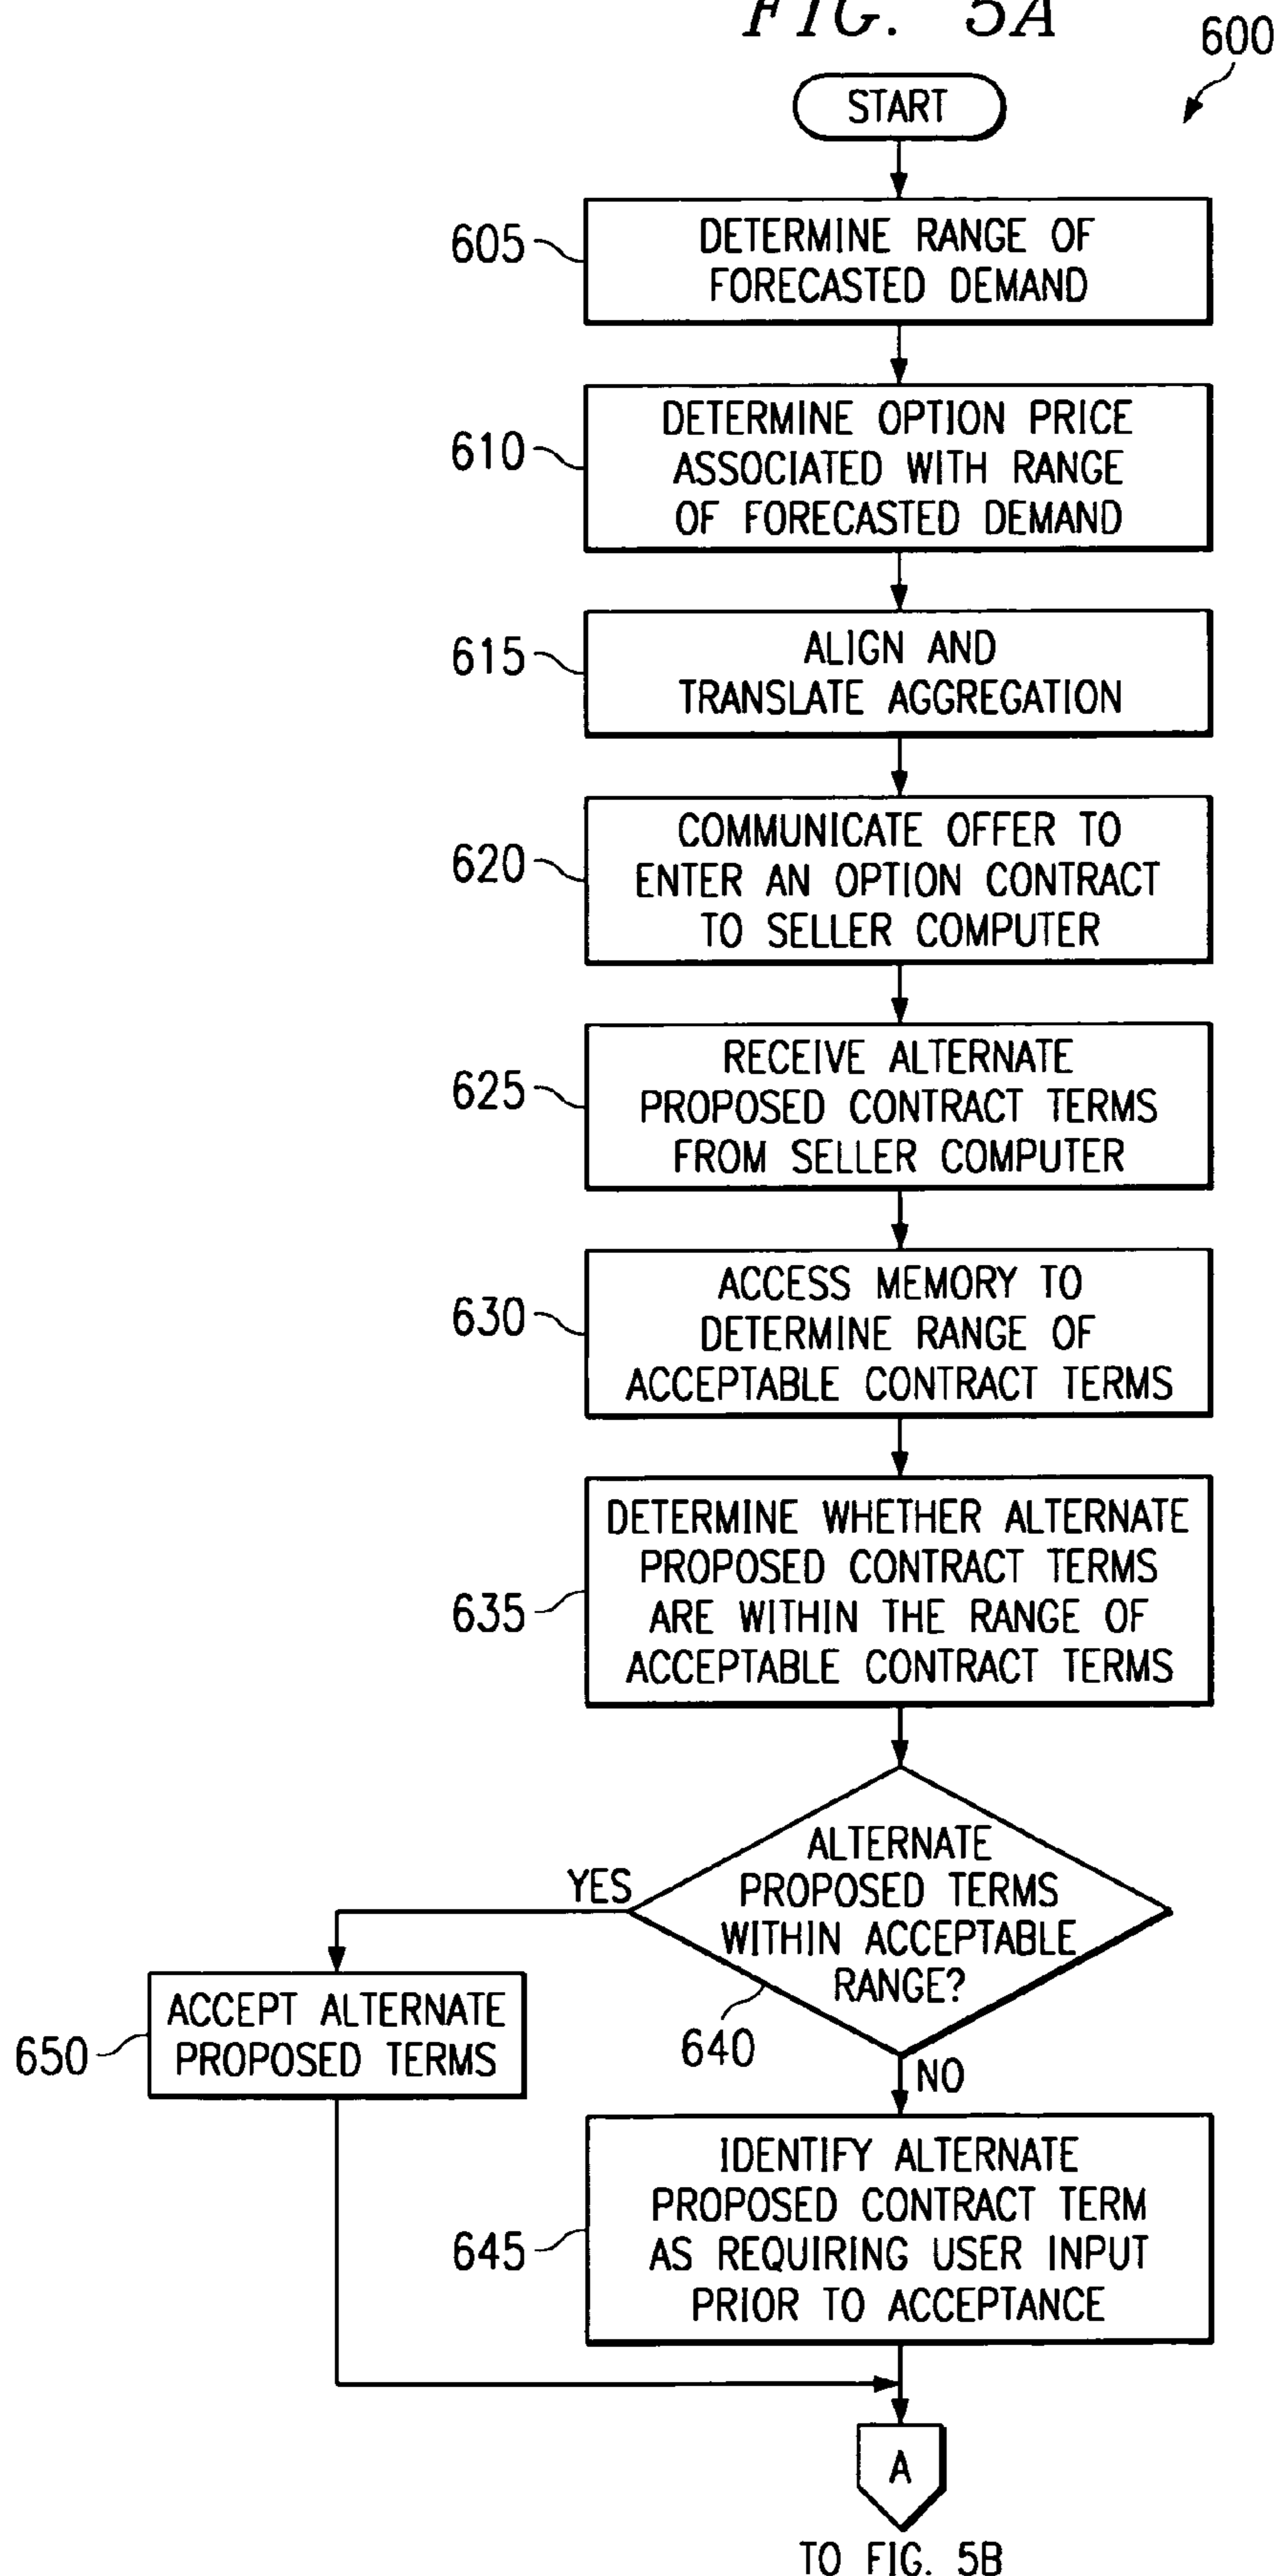 FIG. 5A
600
START
605
DETERMINE RANGE OF
FORECASTED DEMAND
610
DETERMINE OPTION PRICE
ASSOCIATED WITH RANGE
OF FORECASTED DEMAND
615
ALIGN AND
TRANSLATE AGGREGATION
620
COMMUNICATE OFFER TO
ENTER AN OPTION CONTRACT
TO SELLER COMPUTER
625
RECEIVE ALTERNATE
PROPOSED CONTRACT TERMS
FROM SELLER COMPUTER
630
ACCESS MEMORY TO
DETERMINE RANGE OF
ACCEPTABLE CONTRACT TERMS
635
DETERMINE WHETHER ALTERNATE
PROPOSED CONTRACT TERMS
ARE WITHIN THE RANGE OF
ACCEPTABLE CONTRACT TERMS
ALTERNATE
PROPOSED TERMS
WITHIN ACCEPTABLE
RANGE?
640
YES
650
ACCEPT ALTERNATE
PROPOSED TERMS
NO
645
IDENTIFY ALTERNATE
PROPOSED CONTRACT TERM
AS REQUIRING USER INPUT
PRIOR TO ACCEPTANCE
A
TO FIG. 5B